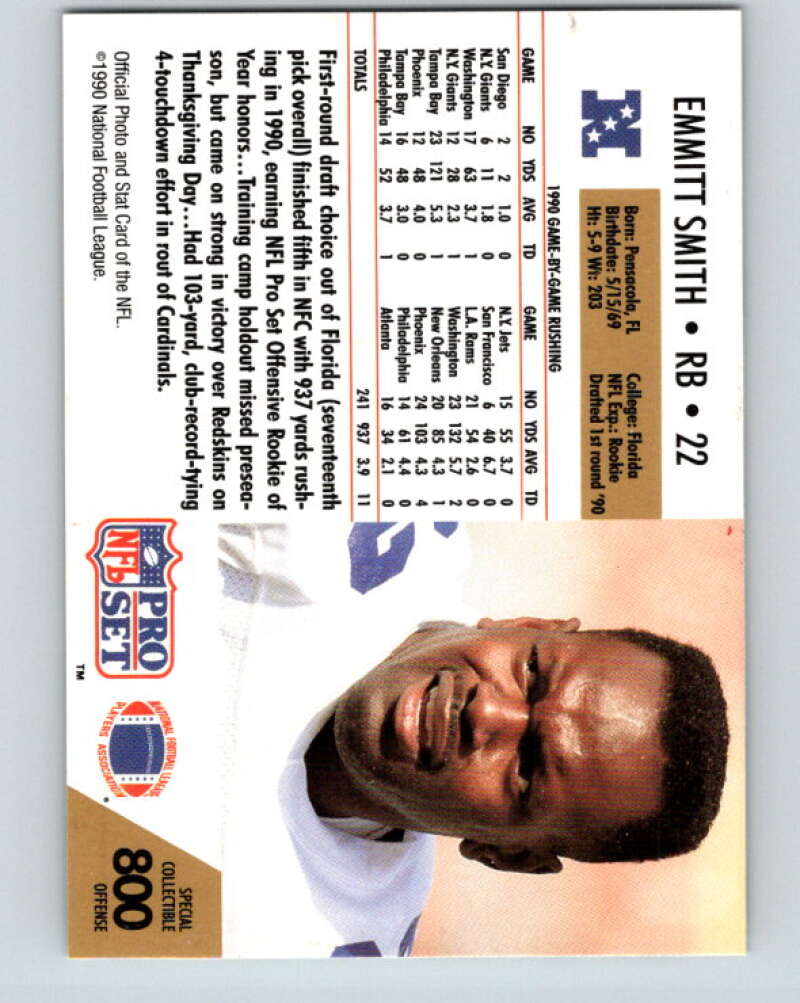 EMMITT SMITH • RB • 22
Born: Pensacola, FL College: Florida
Birthdate: 5/15/69 NFL Exp.: Rookie
Ht: 5-9 Wt: 203 Drafted 1st round '90
1990 GAME-BY-GAME RUSHING
GAME NO YDS AVG TD GAME NO YDS AVG TD
San Diego 2 2 1.0 0 N.Y. Jets 15 55 3.7 0
N.Y. Giants 6 11 1.8 0 San Francisco 6 40 6.7 0
Washington 17 63 3.7 1 L.A. Rams 21 54 2.6 0
N.Y. Giants 12 28 2.3 1 Washington 23 132 5.7 2
Tampa Bay 23 121 5.3 1 New Orleans 20 85 4.3 1
Phoenix 12 48 4.0 0 Phoenix 24 103 4.3 4
Tampa Bay 16 48 3.0 0 Philadelphia 14 61 4.4 0
Philadelphia 14 52 3.7 1 Atlanta 16 34 2.1 0
TOTALS 241 937 3.9 11
First-round draft choice out of Florida (seventeenth
pick overall) finished fifth in NFC with 937 yards rush-
ing in 1990, earning NFL Pro Set Offensive Rookie of
Year honors...Training camp holdout missed presea-
son, but came on strong in victory over Redskins on
Thanksgiving Day...Had 103-yard, club-record-tying
4-touchdown effort in rout of Cardinals.
Official Photo and Stat Card of the NFL.
©1990 National Football League.
PRO
NFL SET
TM
NATIONAL FOOTBALL LEAGUE
PLAYERS ASSOCIATION
SPECIAL
COLLECTIBLE
800
OFFENSE